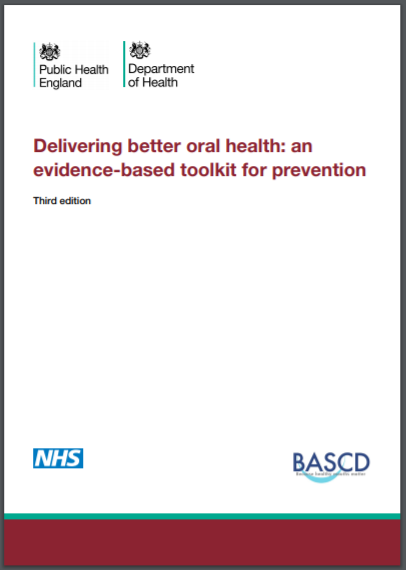 Public Health
England
Department
of Health
Delivering better oral health: an
evidence-based toolkit for prevention
Third edition
NHS
BASCD